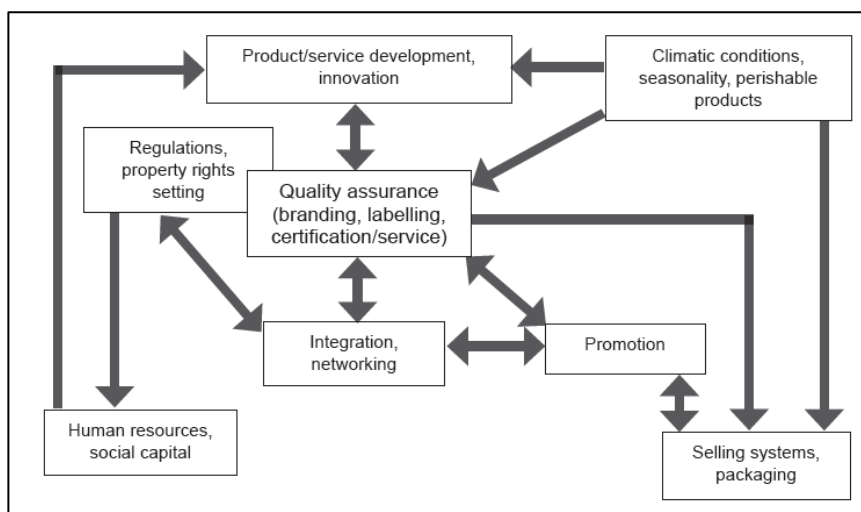 Product/service development,
innovation
Climatic conditions,
seasonality, perishable
products
Regulations,
property rights
setting
Quality assurance
(branding, labelling,
certification/service)
Integration,
networking
Promotion
Human resources,
social capital
Selling systems,
packaging